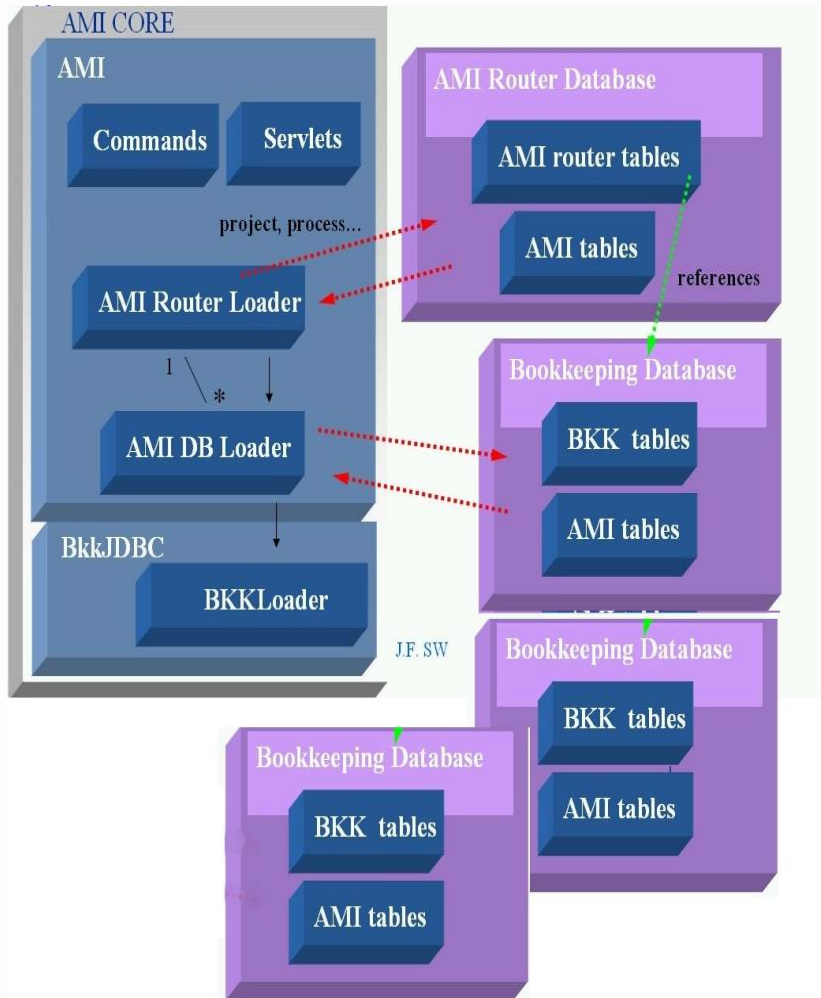 AMI CORE
AMI
Commands
Servlets
project, process...
AMI Router Loader
1
*
AMI DB Loader
BkkJDBC
BKKLoader
J.F. SW
AMI Router Database
AMI router tables
AMI tables
references
Bookkeeping Database
BKK tables
AMI tables
Bookkeeping Database
BKK tables
AMI tables
Bookkeeping Database
BKK tables
AMI tables